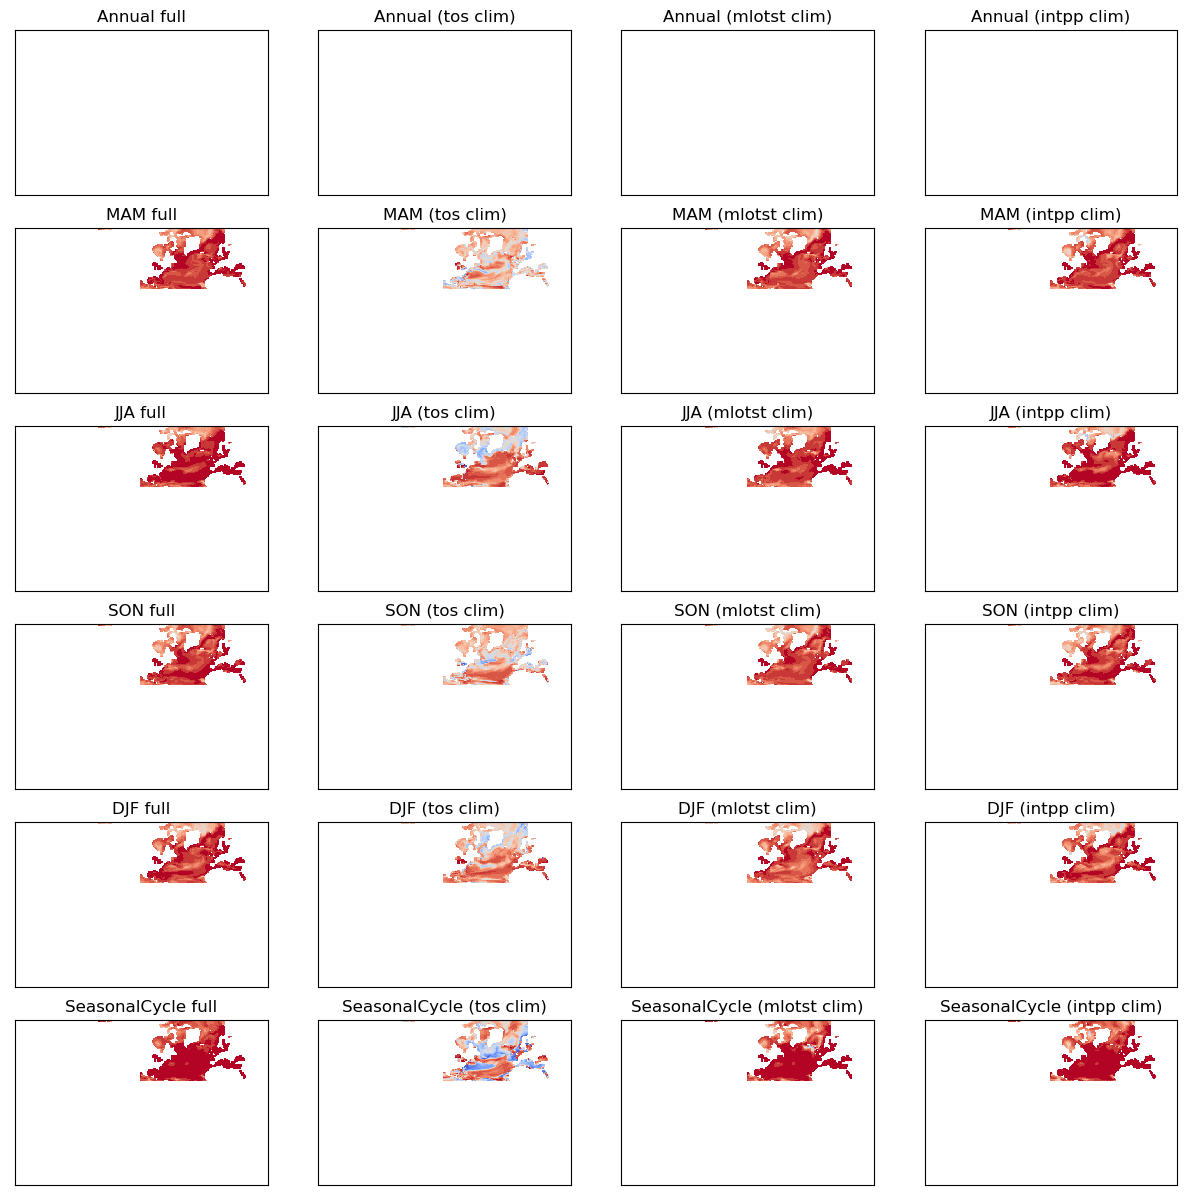 Annual full
Annual (tos clim)
Annual (mlotst clim)
Annual (intpp clim)
MAM full
MAM (tos clim)
MAM (mlotst clim)
MAM (intpp clim)
JJA full
JJA (tos clim)
JJA (mlotst clim)
JJA (intpp clim)
SON full
SON (tos clim)
SON (mlotst clim)
SON (intpp clim)
DJF full
DJF (tos clim)
DJF (mlotst clim)
DJF (intpp clim)
SeasonalCycle full
SeasonalCycle (tos clim)
SeasonalCycle (mlotst clim)
SeasonalCycle (intpp clim)